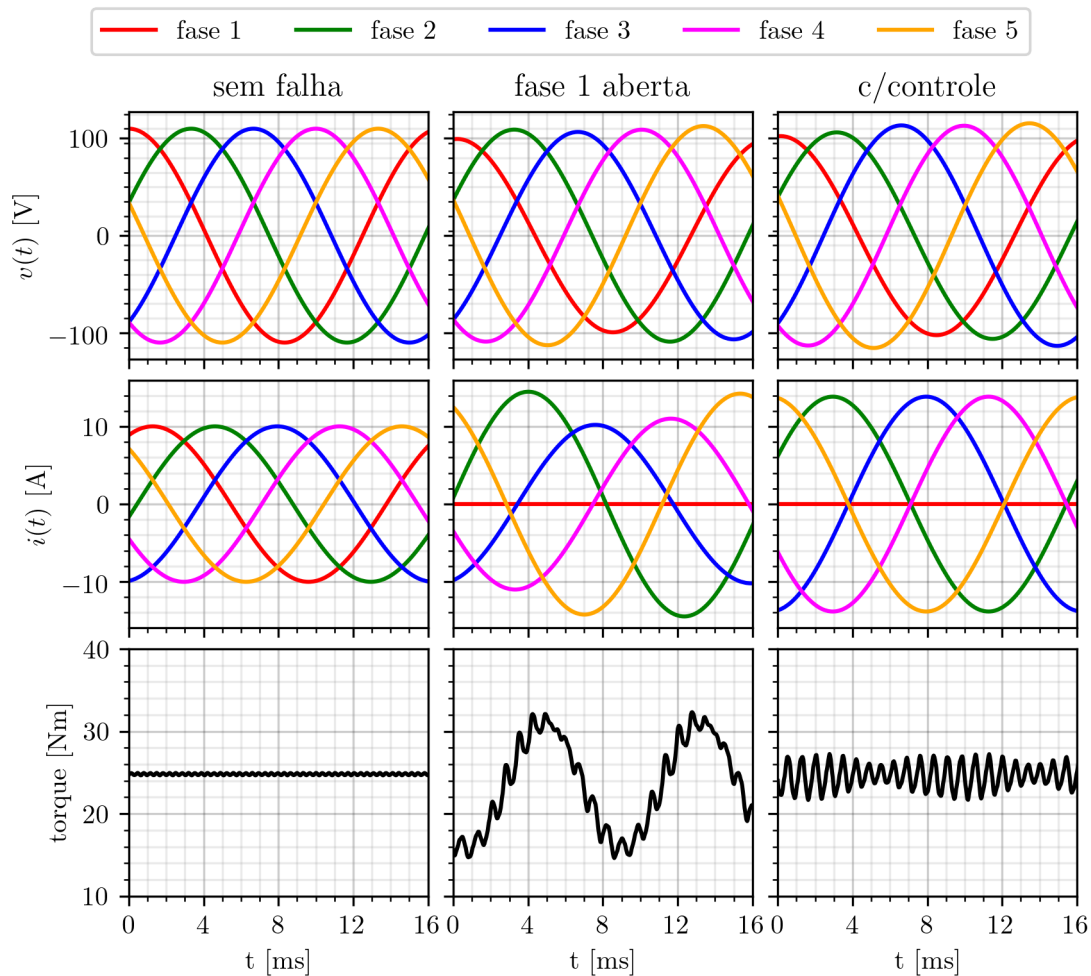 fase 1 fase 2 fase 3 fase 4 fase 5
sem falha fase 1 aberta c/controle
v(t) [V]
100
0
−100
i(t) [A]
10
0
−10
torque [Nm]
40
30
20
10
0 4 8 12 16 0 4 8 12 16 0 4 8 12 16
t [ms] t [ms] t [ms]